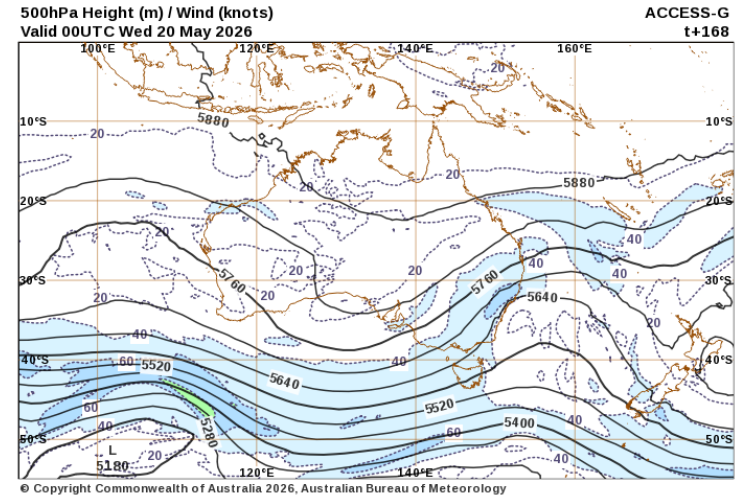 500hPa Height (m) / Wind (knots)
ACCESS-G
Valid 00UTC Wed 20 May 2026
t+168
100°E
120°E
140°E
160°E
20
5880
10°S
10°S
20
20
20
5880
20°S
20°S
20
40
40
40
20
20
20
5760
5760
30°S
30°S
20
5640
20
40
40°S
40°S
60
5520
5640
40
60
5520
40
5280
5400
40
60
50°S
50°S
L
5180
20
40
120°E
140°E
© Copyright Commonwealth of Australia 2026, Australian Bureau of Meteorology